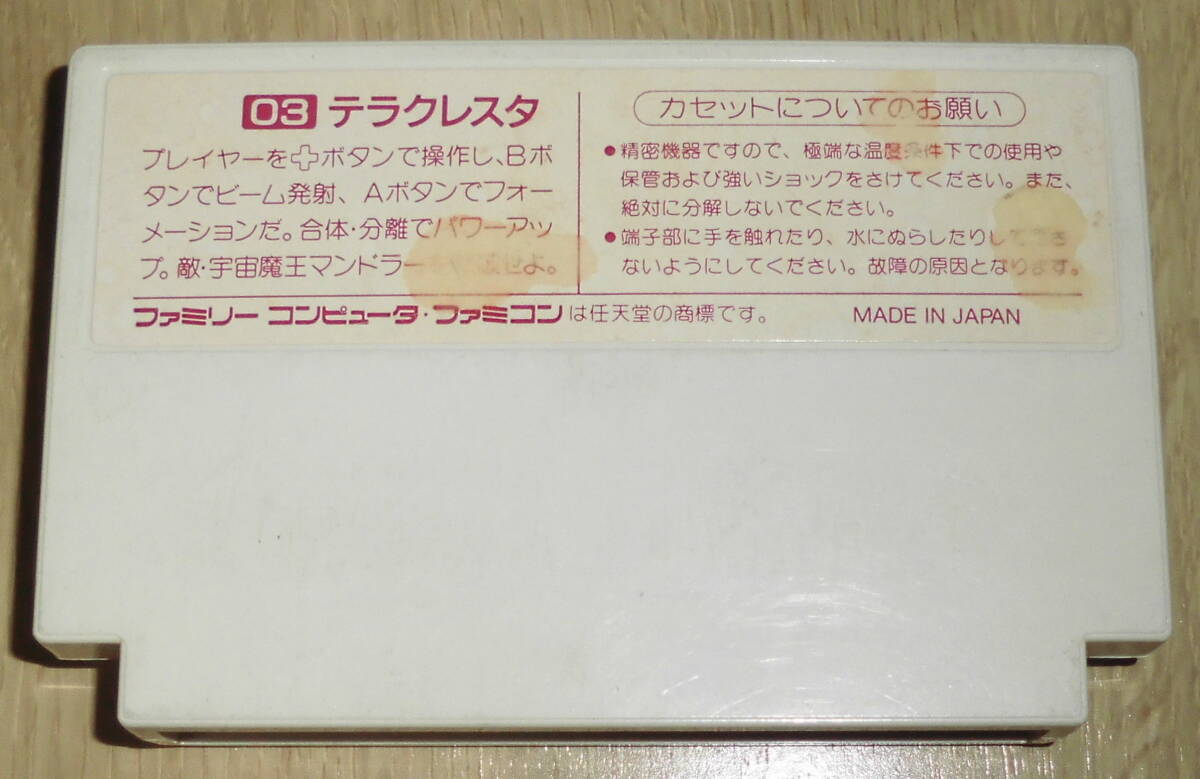 03 テラクレスタ
プレイヤーを✚ボタンで操作し、Bボ
タンでビーム発射、Aボタンでフォー
メーションだ。合体・分離でパワーアッ
プ。敵・宇宙魔王マンドラー せよ。
カセットについてのお願い
●精密機器ですので、極端な温度条件下での使用や
保管および強いショックをさけてください。また、
絶対に分解しないでください。
●端子部に手を触れたり、水にぬらしたりし
ないようにしてください。故障の原因となります。
ファミリーコンピュータ・ファミコンは任天堂の商標です。 MADE IN JAPAN